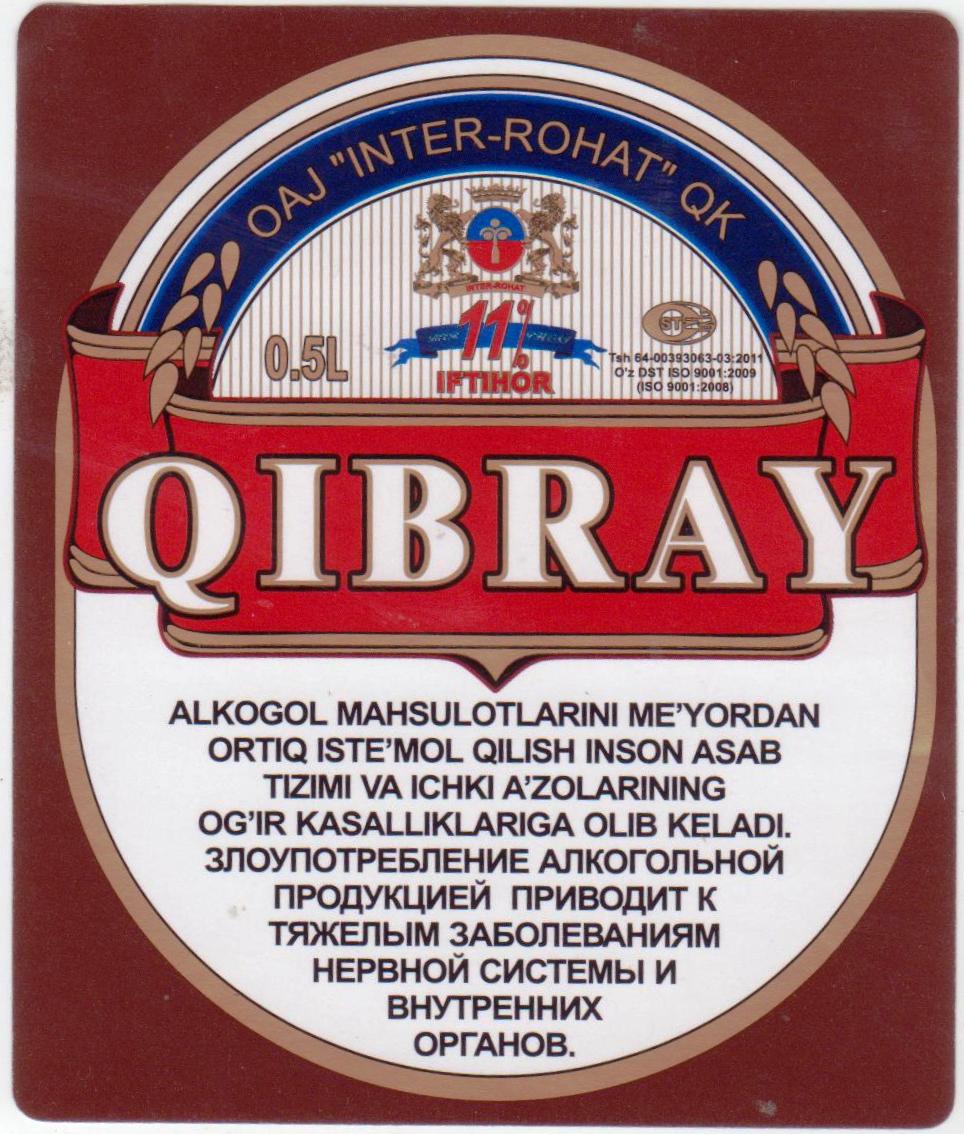 OAJ "INTER-ROHAT" QK
INTER-ROHAT
11%
IFTIHOR
0.5L
Tsh 64-00393063-03:2011
O'z DST ISO 9001:2009
(ISO 9001:2008)
QIBRAY
ALKOGOL MAHSULOTLARINI ME’YORDAN
ORTIQ ISTE’MOL QILISH INSON ASAB
TIZIMI VA ICHKI A’ZOLARINING
OG’IR KASALLIKLARIGA OLIB KELADI.
ЗЛОУПОТРЕБЛЕНИЕ АЛКОГОЛЬНОЙ
ПРОДУКЦИЕЙ ПРИВОДИТ К
ТЯЖЕЛЫМ ЗАБОЛЕВАНИЯМ
НЕРВНОЙ СИСТЕМЫ И
ВНУТРЕННИХ
ОРГАНОВ.